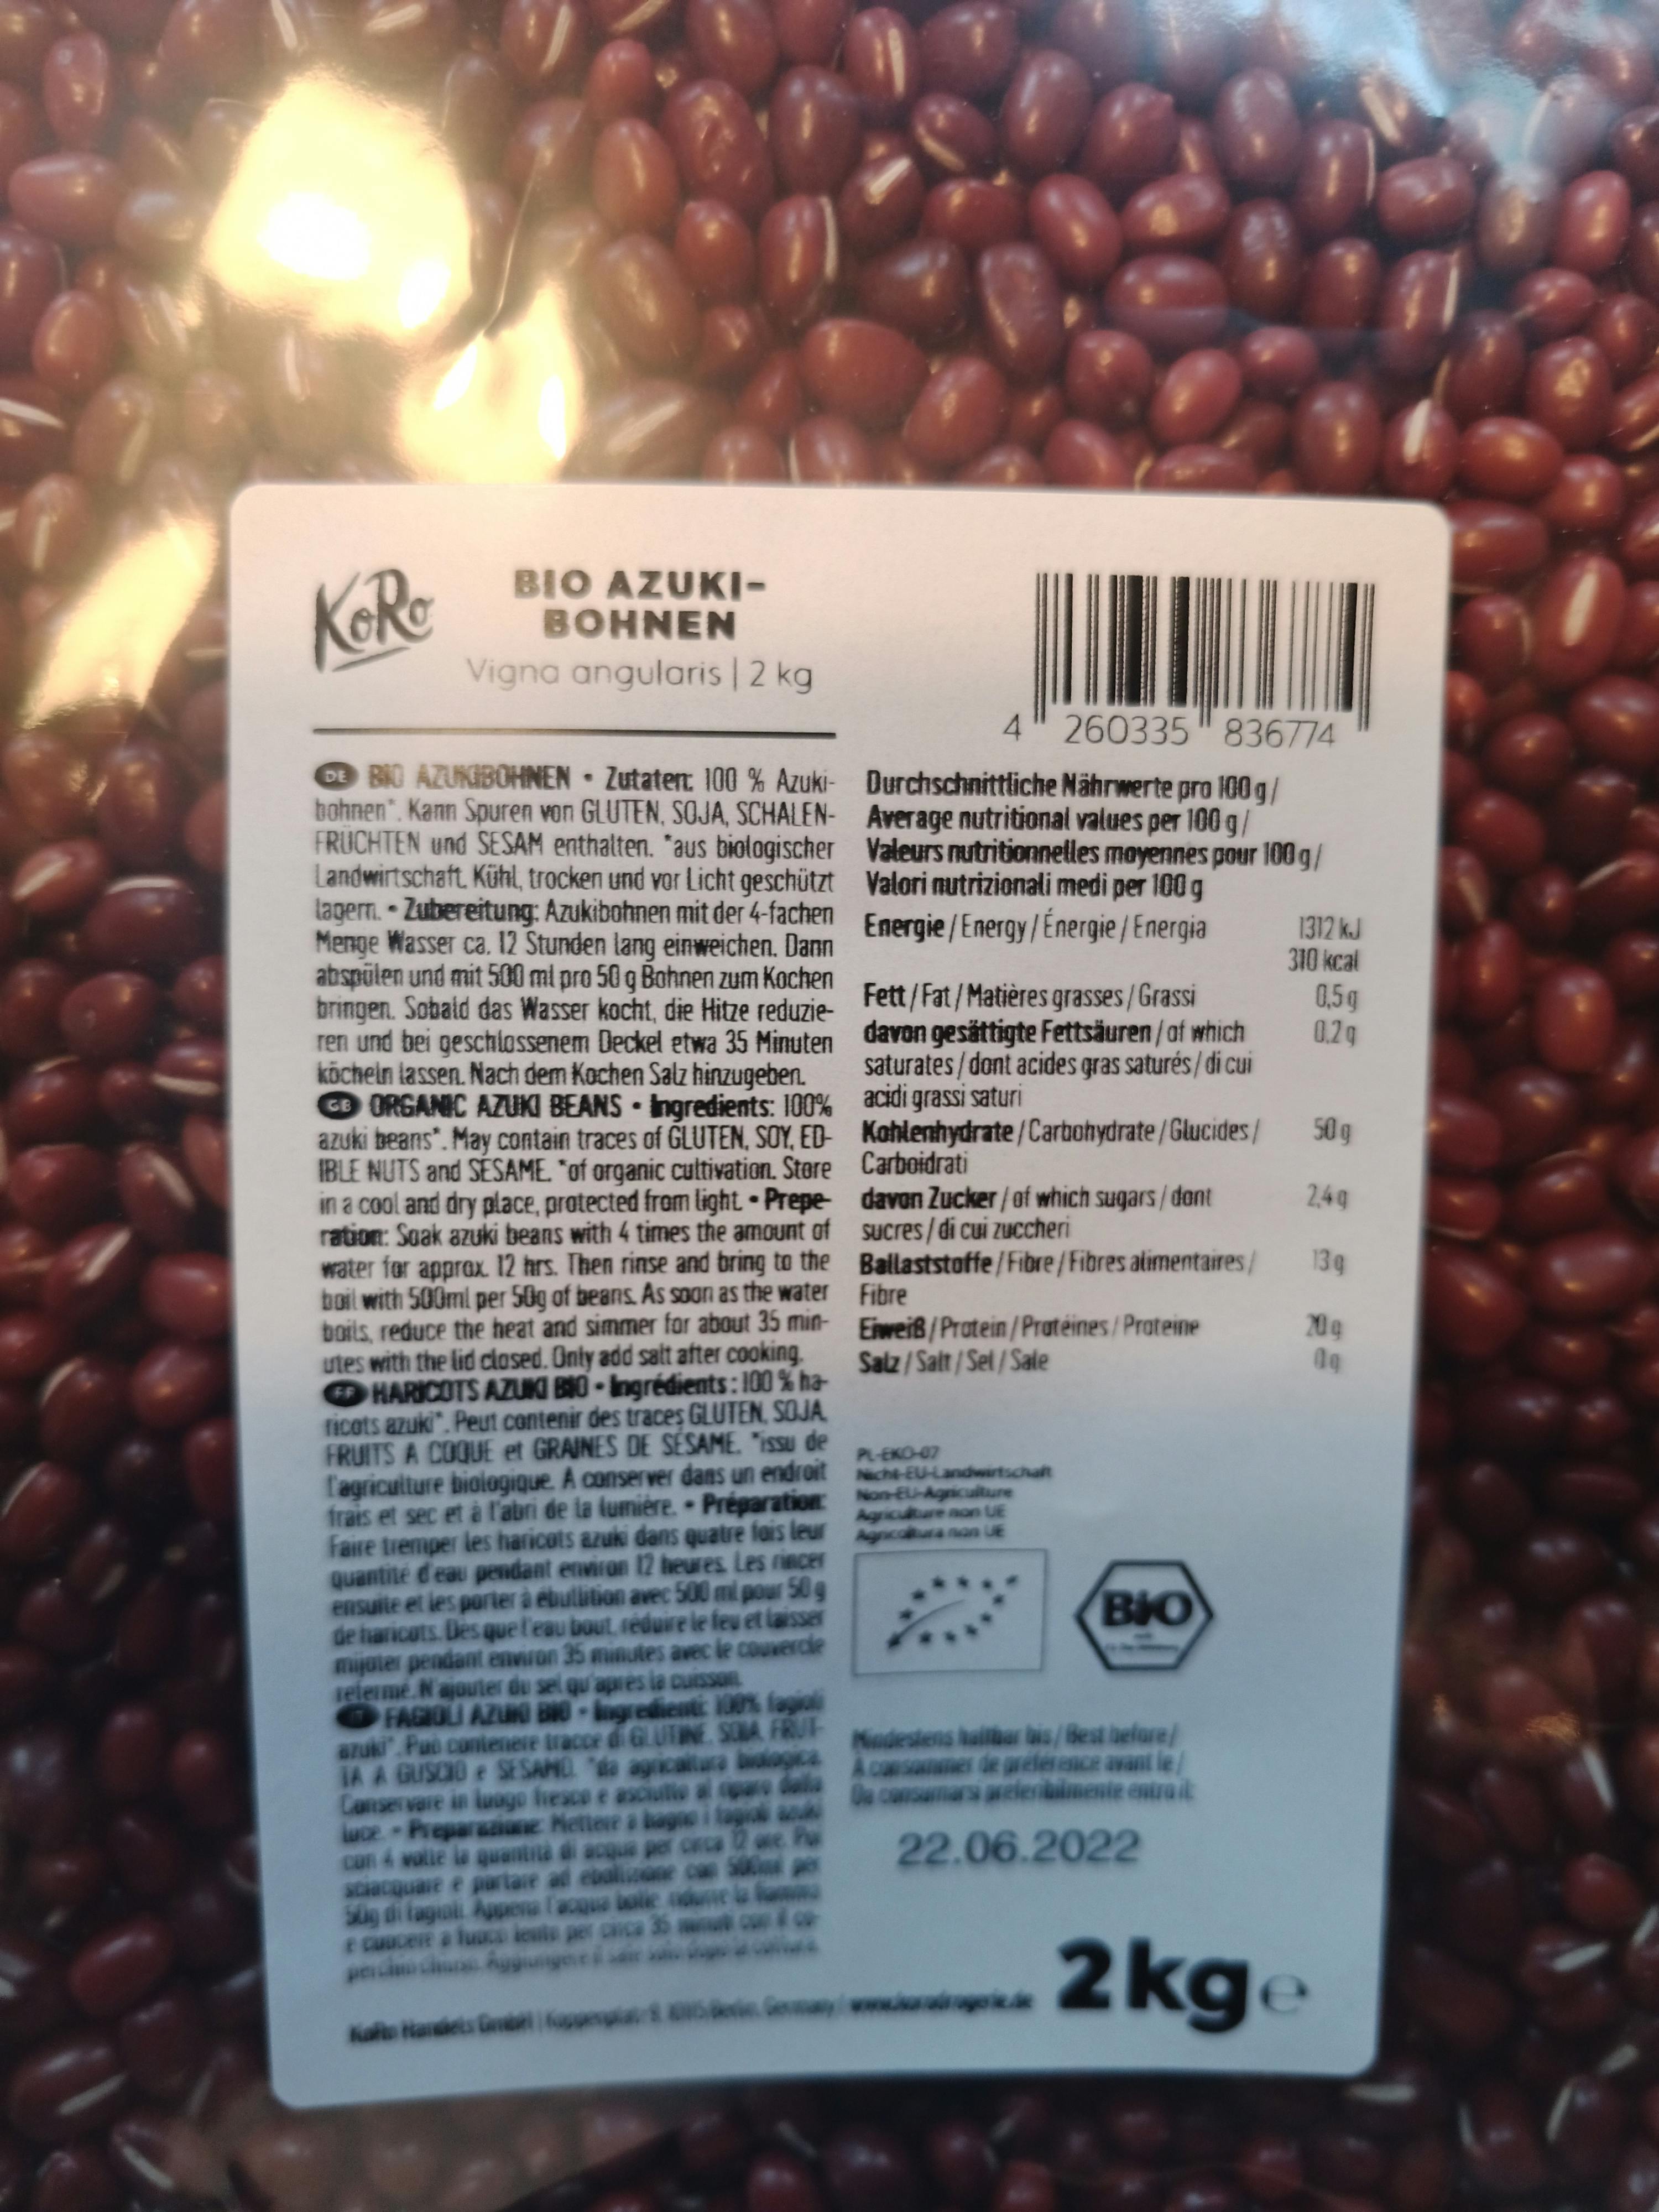 KoRo
BIO AZUKI-
BOHNEN
Vigna angularis | 2 kg
4 260335 836774
DE BIO AZUKIBOHNEN • Zutaten: 100 % Azuki-
bohnen*. Kann Spuren von GLUTEN, SOJA, SCHALEN-
FRÜCHTEN und SESAM enthalten. *aus biologischer
Landwirtschaft. Kühl, trocken und vor Licht geschützt
lagern. • Zubereitung: Azukibohnen mit der 4-fachen
Menge Wasser ca. 12 Stunden lang einweichen. Dann
abspülen und mit 500 ml pro 50 g Bohnen zum Kochen
bringen. Sobald das Wasser kocht, die Hitze reduzie-
ren und bei geschlossenem Deckel etwa 35 Minuten
köcheln lassen. Nach dem Kochen Salz hinzugeben.
GB ORGANIC AZUKI BEANS • Ingredients: 100%
azuki beans*. May contain traces of GLUTEN, SOY, ED-
IBLE NUTS and SESAME. *of organic cultivation. Store
in a cool and dry place, protected from light. • Prepe-
ration: Soak azuki beans with 4 times the amount of
water for approx. 12 hrs. Then rinse and bring to the
boil with 500ml per 50g of beans. As soon as the water
boils, reduce the heat and simmer for about 35 min-
utes with the lid closed. Only add salt after cooking.
FR HARICOTS AZUKI BIO • Ingrédients : 100 % ha-
ricots azuki*. Peut contenir des traces GLUTEN, SOJA,
FRUITS A COQUE et GRAINES DE SÉSAME. *issu de
l'agriculture biologique. A conserver dans un endroit
frais et sec et à l'abri de la lumière. • Préparation:
Faire tremper les haricots azuki dans quatre fois leur
quantité d'eau pendant environ 12 heures. Les rincer
ensuite et les porter à ébullition avec 500 ml pour 50 g
de haricots. Dès que l'eau bout, réduire le feu et laisser
mijoter pendant environ 35 minutes avec le couvercle
refermé. N'ajouter du sel qu'après la cuisson.
FAGIOLI AZUKI BIO • Ingredienti: 100% fagioli
azuki*. Può contenere tracce di GLUTINE, SOIA, FRUT-
TA A GUSCIO e SESAMO. *da agricoltura biologica.
Conservare in luogo fresco e asciutto al riparo dalla
luce. • Preparazione: Mettere a bagno i fagioli azuki
con 4 volte la quantità di acqua per circa 12 ore. Poi
sciacquare e portare ad ebollizione con 500ml per
50g di fagioli. Appena l'acqua bolle, ridurre la fiamma
e cuocere a fuoco lento per circa 35 minuti con il co-
perchio chiuso. Aggiungere il sale solo dopo la cottura.
Durchschnittliche Nährwerte pro 100 g /
Average nutritional values per 100 g /
Valeurs nutritionnelles moyennes pour 100 g /
Valori nutrizionali medi per 100 g
Energie / Energy / Énergie / Energia 1312 kJ
310 kcal
Fett / Fat / Matières grasses / Grassi 0,5 g
davon gesättigte Fettsäuren / of which 0,2 g
saturates / dont acides gras saturés / di cui
acidi grassi saturi
Kohlenhydrate / Carbohydrate / Glucides / 50 g
Carboidrati
davon Zucker / of which sugars / dont 2,4 g
sucres / di cui zuccheri
Ballaststoffe / Fibre / Fibres alimentaires / 13 g
Fibre
Eiweiß / Protein / Protéines / Proteine 20 g
Salz / Salt / Sel / Sale 0 g
PL-EKO-07
Nicht-EU-Landwirtschaft
Non-EU-Agriculture
Agriculture non UE
Agricoltura non UE
BIO
Mindestens haltbar bis / Best before /
À consommer de préférence avant le /
Da consumarsi preferibilmente entro il:
22.06.2022
2 kg e
KoRo Handels GmbH | Berlin, Germany | www.korodrogerie.de